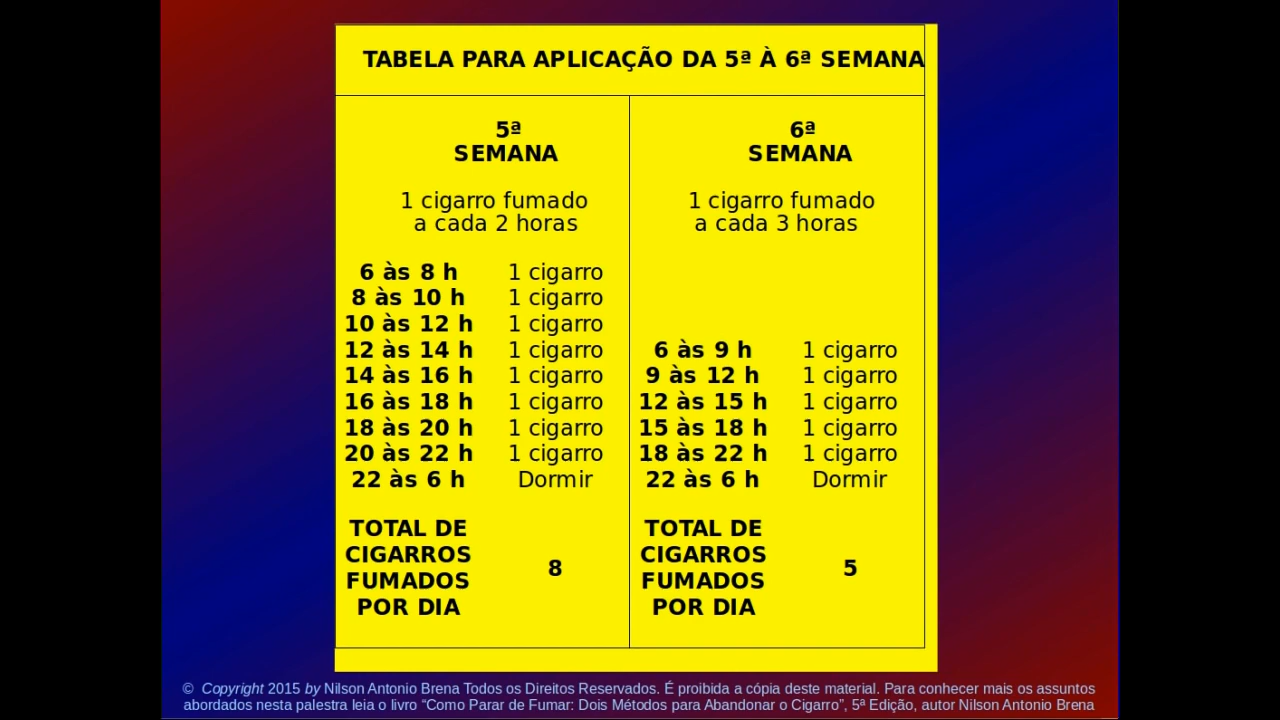 TABELA PARA APLICAÇÃO DA 5ª À 6ª SEMANA
5ª
SEMANA
1 cigarro fumado
a cada 2 horas
6 às 8 h 1 cigarro
8 às 10 h 1 cigarro
10 às 12 h 1 cigarro
12 às 14 h 1 cigarro
14 às 16 h 1 cigarro
16 às 18 h 1 cigarro
18 às 20 h 1 cigarro
20 às 22 h 1 cigarro
22 às 6 h Dormir
TOTAL DE
CIGARROS
FUMADOS
POR DIA
8
6ª
SEMANA
1 cigarro fumado
a cada 3 horas
6 às 9 h 1 cigarro
9 às 12 h 1 cigarro
12 às 15 h 1 cigarro
15 às 18 h 1 cigarro
18 às 22 h 1 cigarro
22 às 6 h Dormir
TOTAL DE
CIGARROS
FUMADOS
POR DIA
5
© Copyright 2015 by Nilson Antonio Brena Todos os Direitos Reservados. É proibida a cópia deste material. Para conhecer mais os assuntos
abordados nesta palestra leia o livro “Como Parar de Fumar: Dois Métodos para Abandonar o Cigarro”, 5ª Edição, autor Nilson Antonio Brena